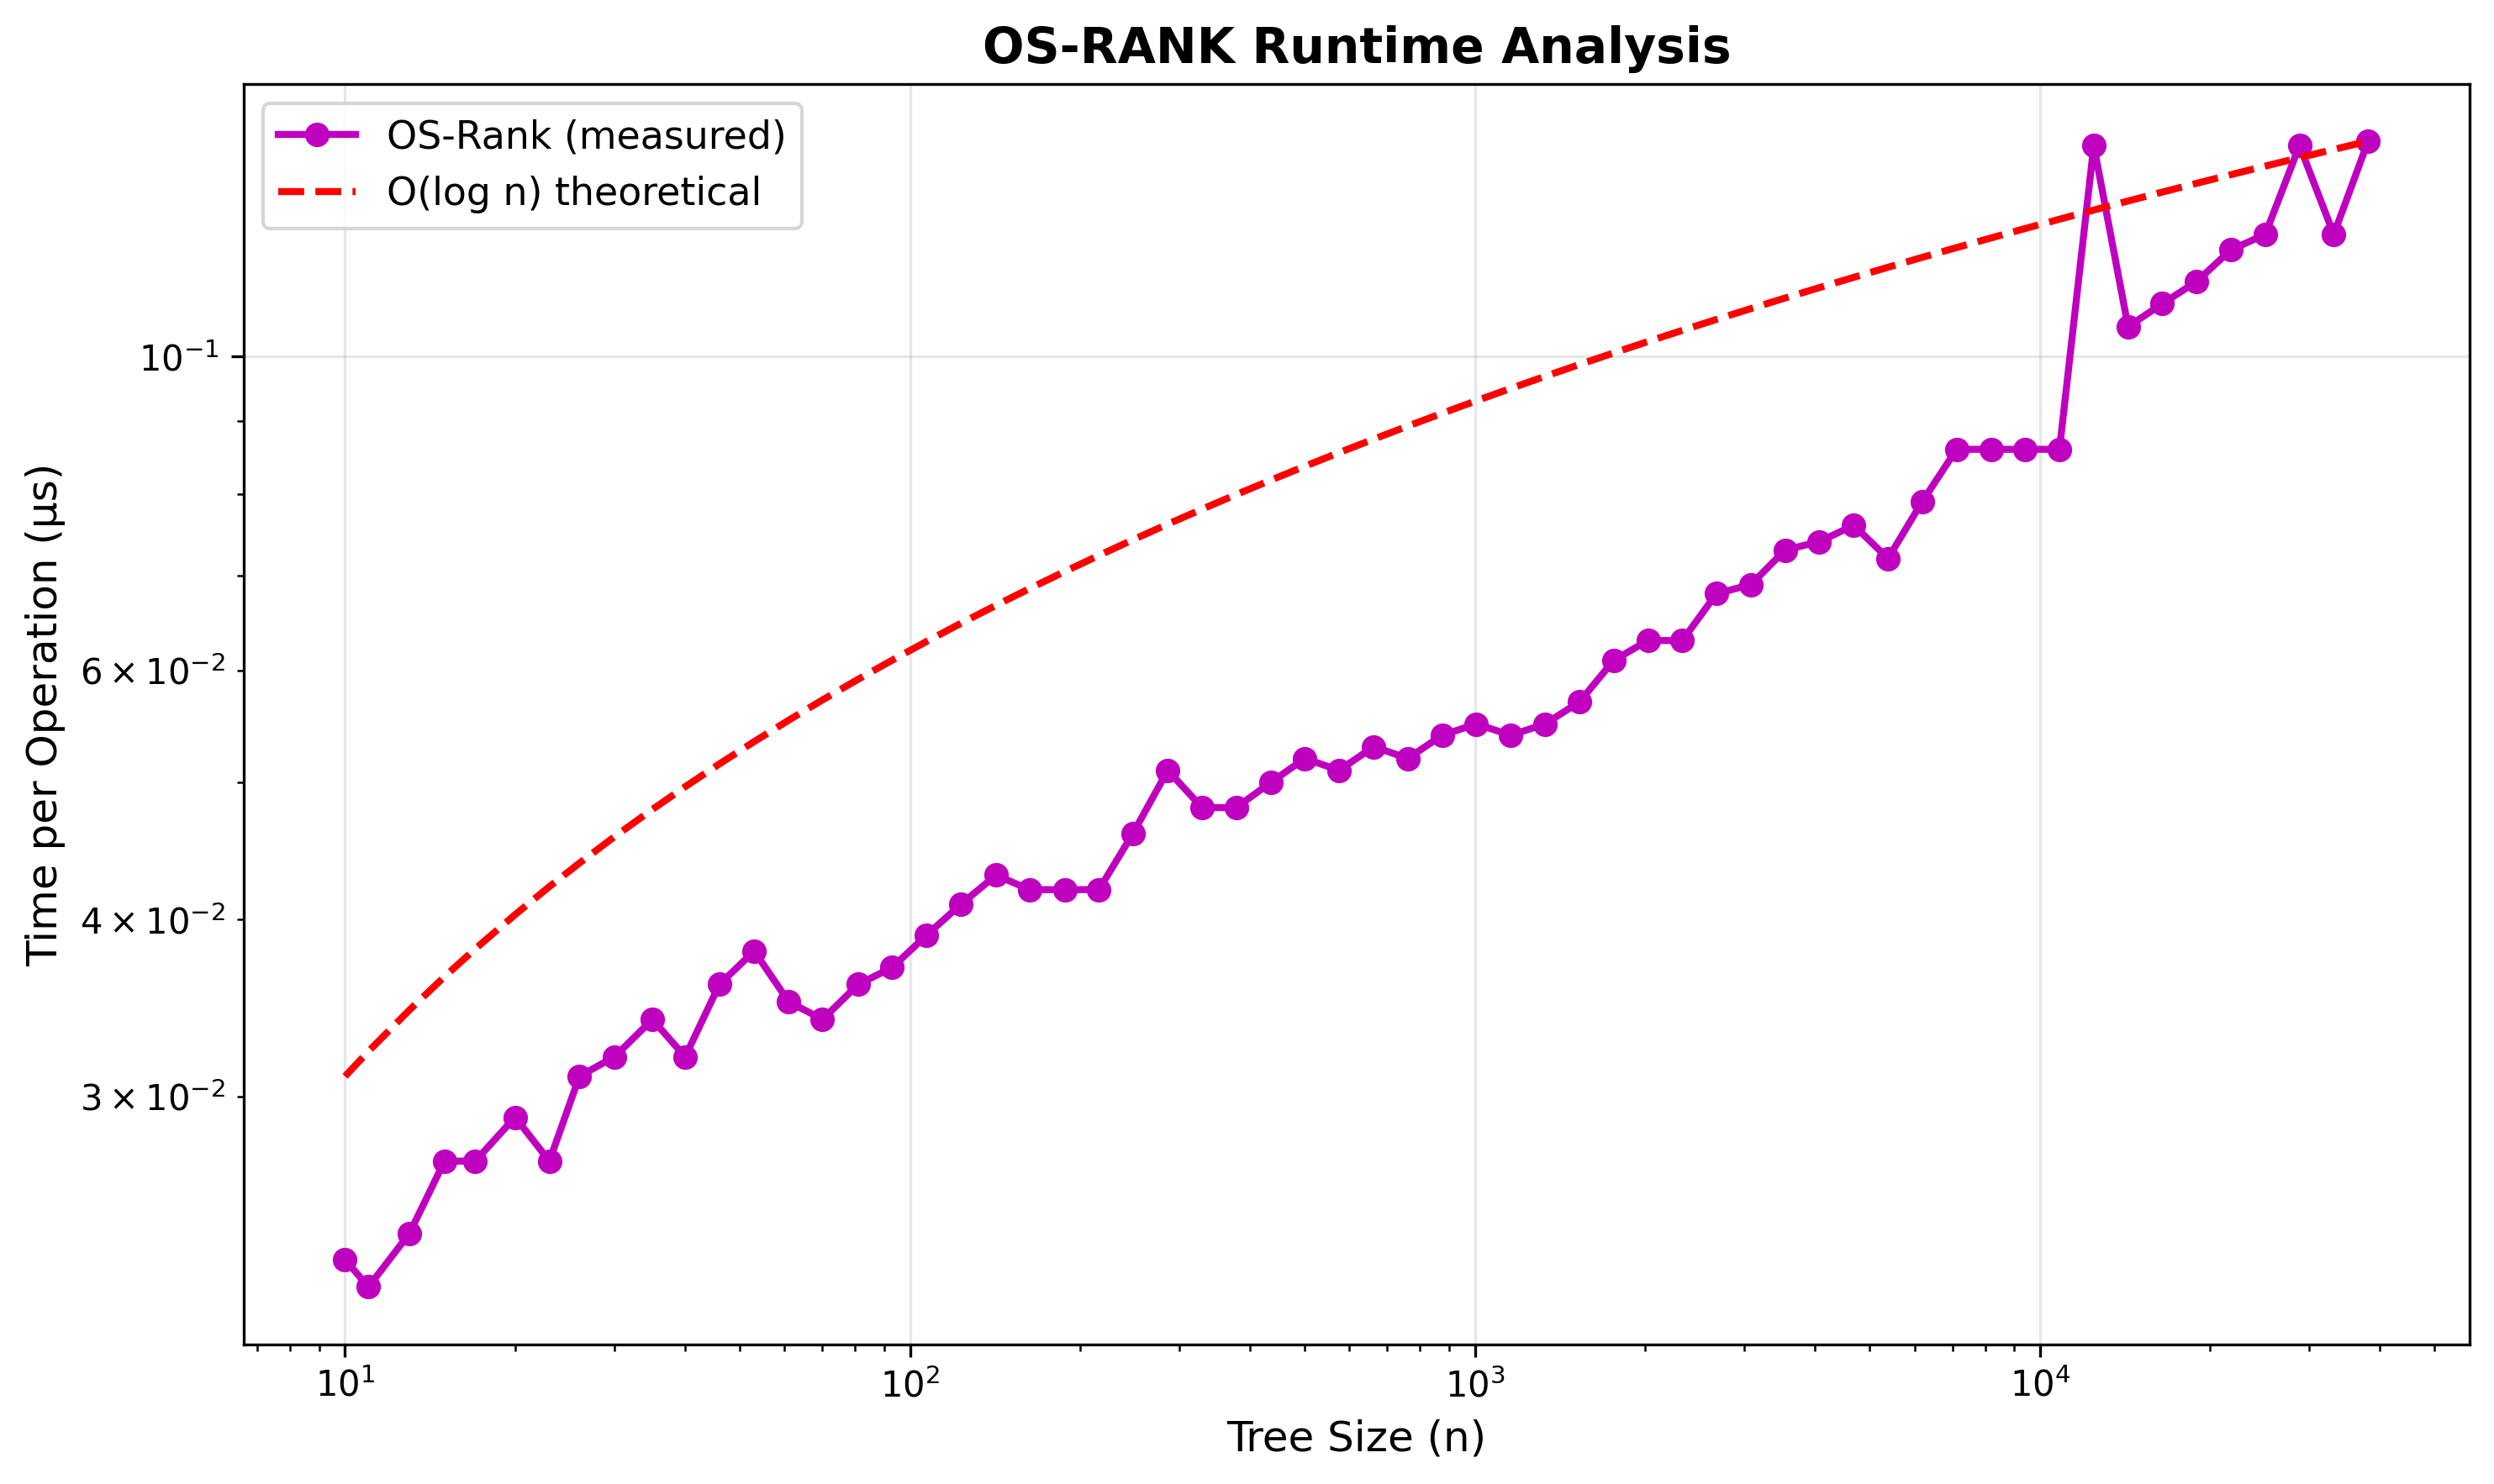 OS-RANK Runtime Analysis
OS-Rank (measured)
O(log n) theoretical
Time per Operation (µs)
10⁻¹
6 × 10⁻²
4 × 10⁻²
3 × 10⁻²
10¹
10²
10³
10⁴
Tree Size (n)